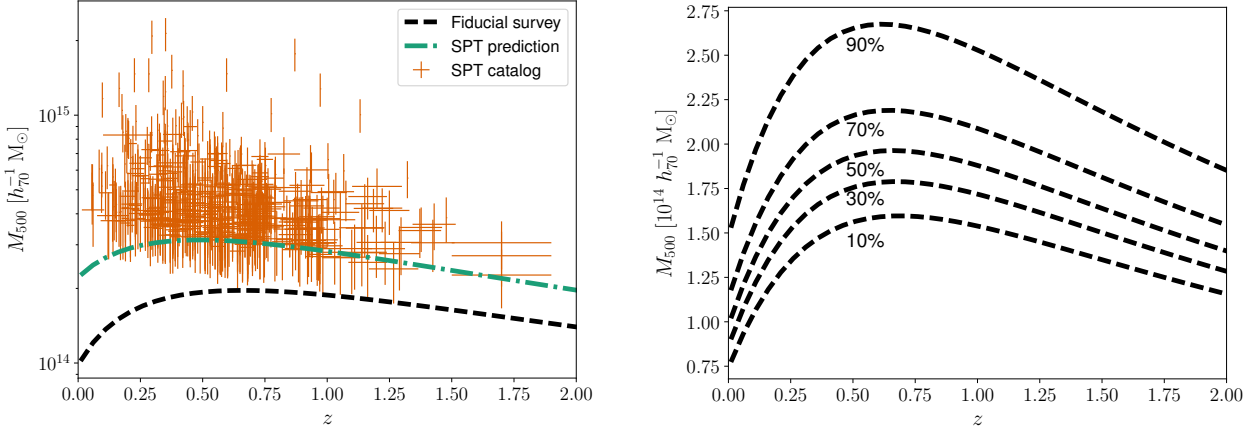 Fiducial survey
SPT prediction
SPT catalog
10^15
10^14
M_500 [h_70^-1 M_⊙]
0.00 0.25 0.50 0.75 1.00 1.25 1.50 1.75 2.00
z
2.75
2.50
2.25
2.00
1.75
1.50
1.25
1.00
0.75
M_500 [10^14 h_70^-1 M_⊙]
90%
70%
50%
30%
10%
0.00 0.25 0.50 0.75 1.00 1.25 1.50 1.75 2.00
z